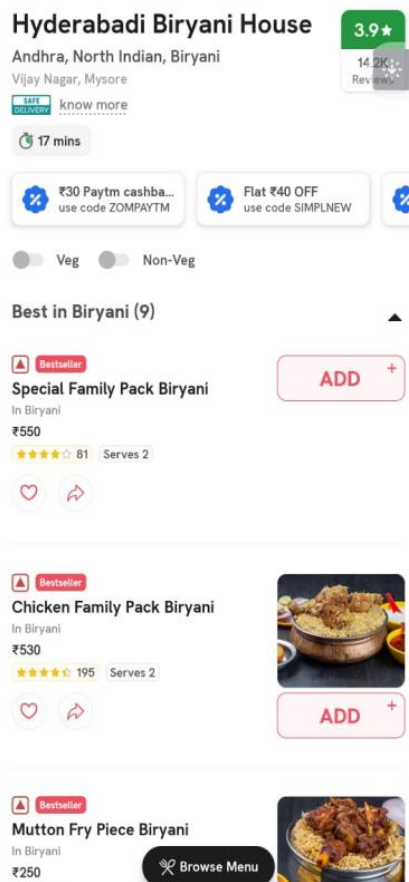 Hyderabadi Biryani House
3.9★
Andhra, North Indian, Biryani
14.2K
Vijay Nagar, Mysore
Reviews
SAFE
DELIVERY
know more
17 mins
₹30 Paytm cashba...
use code ZOMPAYTM
Flat ₹40 OFF
use code SIMPLNEW
Veg
Non-Veg
Best in Biryani (9)
Bestseller
Special Family Pack Biryani
In Biryani
₹550
81
Serves 2
ADD +
Bestseller
Chicken Family Pack Biryani
In Biryani
₹530
195
Serves 2
ADD +
Bestseller
Mutton Fry Piece Biryani
In Biryani
₹250
Browse Menu